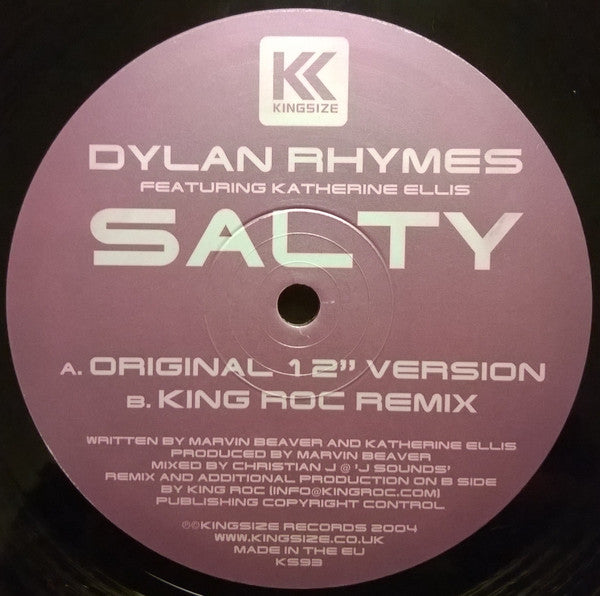 KINGSIZE
DYLAN RHYMES
FEATURING KATHERINE ELLIS
SALTY
A. ORIGINAL 12" VERSION
B. KING ROC REMIX
WRITTEN BY MARVIN BEAVER AND KATHERINE ELLIS
PRODUCED BY MARVIN BEAVER
MIXED BY CHRISTIAN J @ 'J SOUNDS'
REMIX AND ADDITIONAL PRODUCTION ON B SIDE
BY KING ROC (INFO@KINGROC.COM)
PUBLISHING COPYRIGHT CONTROL
℗©KINGSIZE RECORDS 2004
WWW.KINGSIZE.CO.UK
MADE IN THE EU
KS93